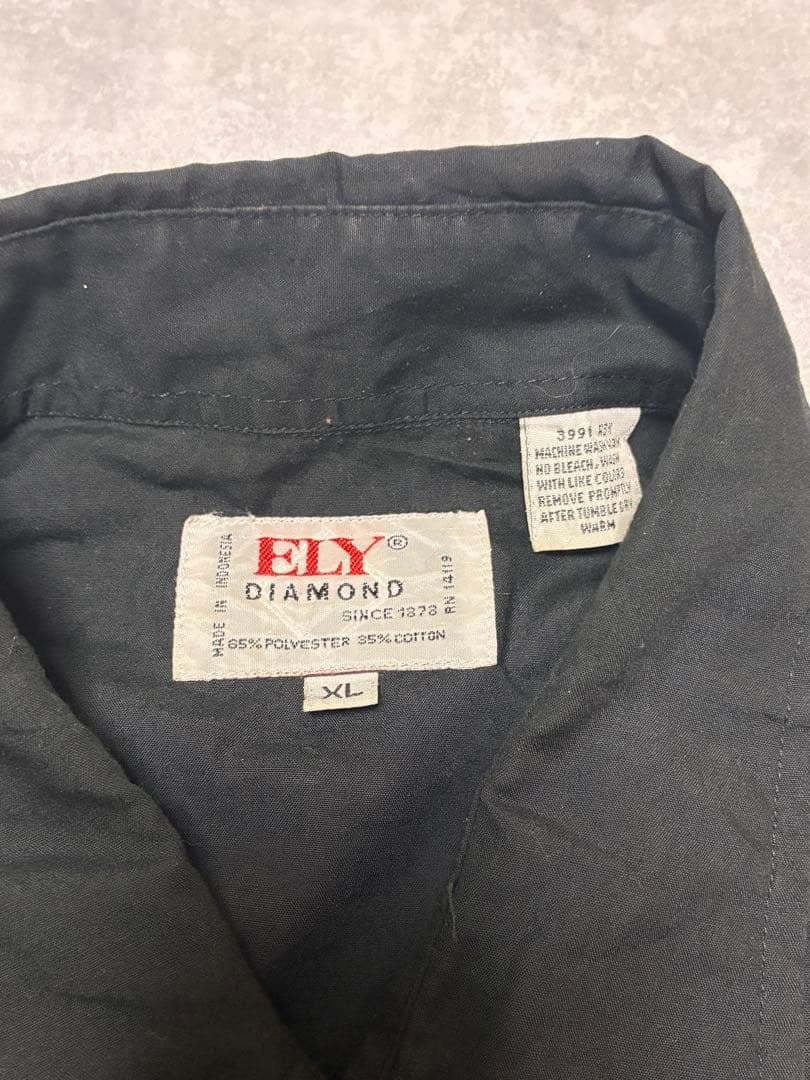 ELY®
DIAMOND
SINCE 1878
65% POLYESTER 35% COTTON
MADE IN INDONESIA
RN 14119
XL
3991
MACHINE WASH
NO BLEACH. WASH
WITH LIKE COLORS
REMOVE PROMPTLY
AFTER TUMBLE DRY
WARM